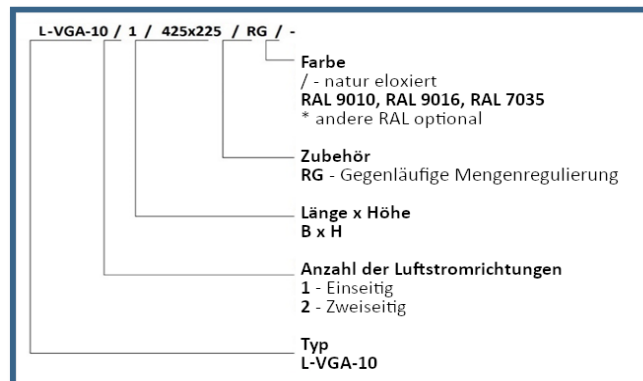 L-VGA-10 / 1 / 425x225 / RG / -
Farbe
/ - natur eloxiert
RAL 9010, RAL 9016, RAL 7035
* andere RAL optional
Zubehör
RG - Gegenläufige Mengenregulierung
Länge x Höhe
B x H
Anzahl der Luftstromrichtungen
1 - Einseitig
2 - Zweiseitig
Typ
L-VGA-10